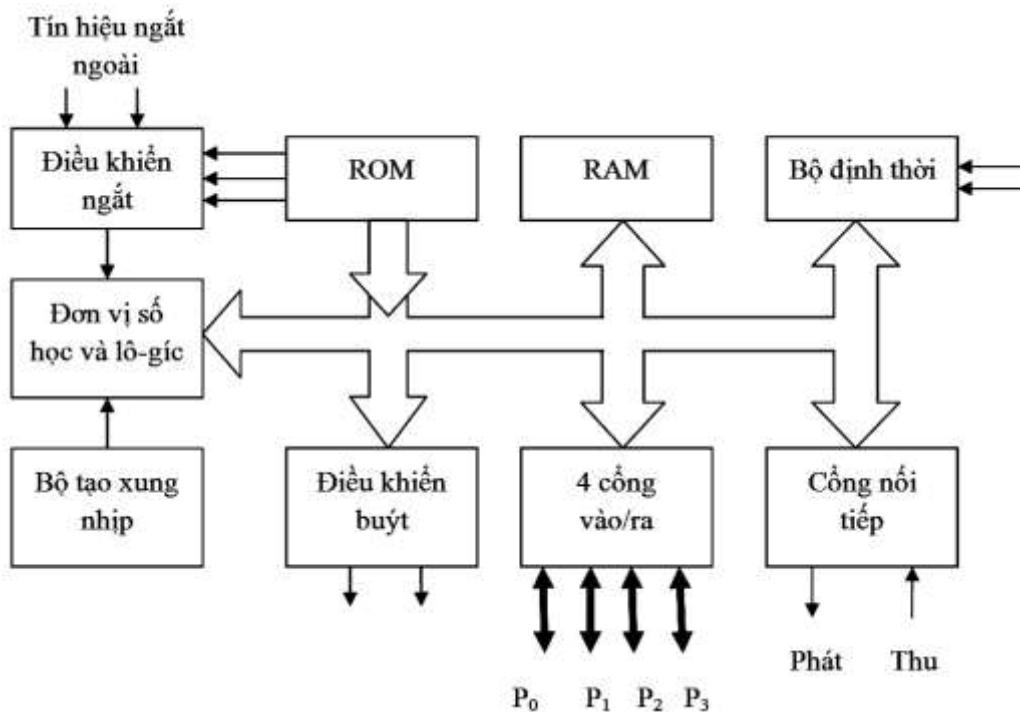 Tín hiệu ngắt
ngoài
Điều khiển
ngắt
ROM
RAM
Bộ định thời
Đơn vị số
học và lô-gíc
Bộ tạo xung
nhịp
Điều khiển
buýt
4 cổng
vào/ra
Cổng nối
tiếp
Phát
Thu
P₀
P₁
P₂
P₃